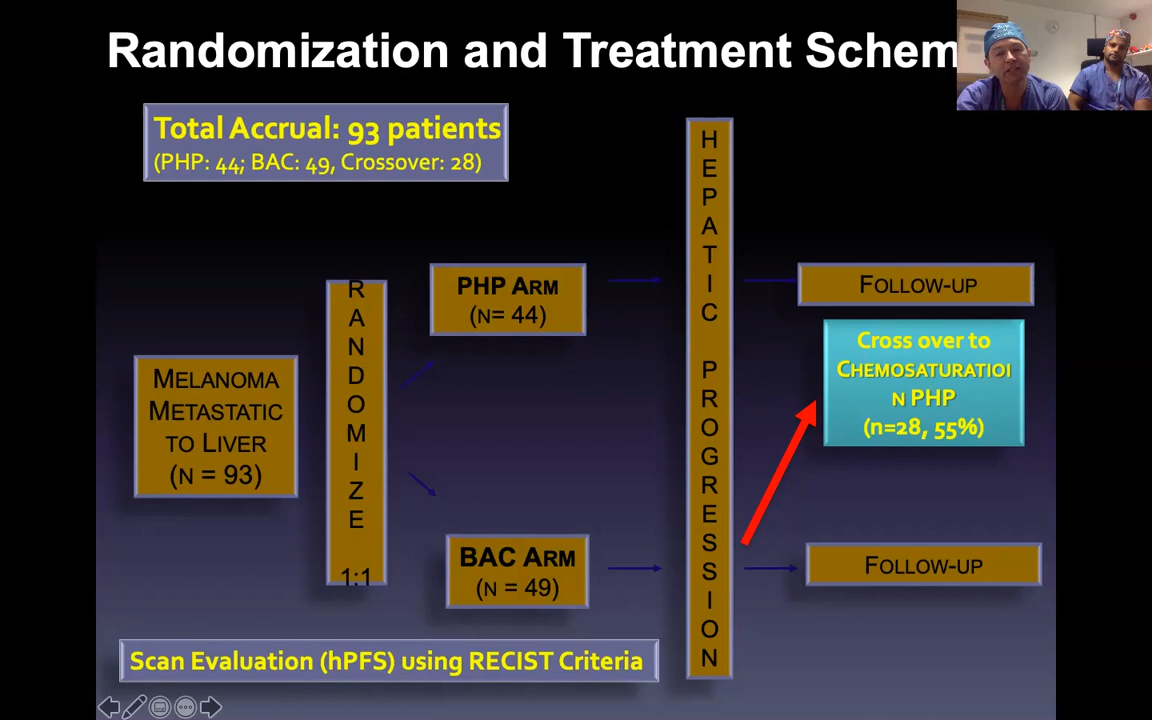 Randomization and Treatment Schem
Total Accrual: 93 patients
(PHP: 44; BAC: 49, Crossover: 28)
MELANOMA
METASTATIC
TO LIVER
(N = 93)
R
A
N
D
O
M
I
Z
E
1:1
PHP ARM
(N= 44)
BAC ARM
(N = 49)
H
E
P
A
T
I
C
P
R
O
G
R
E
S
S
I
O
N
FOLLOW-UP
Cross over to
CHEMOSATURATIOI
N PHP
(n=28, 55%)
FOLLOW-UP
Scan Evaluation (hPFS) using RECIST Criteria